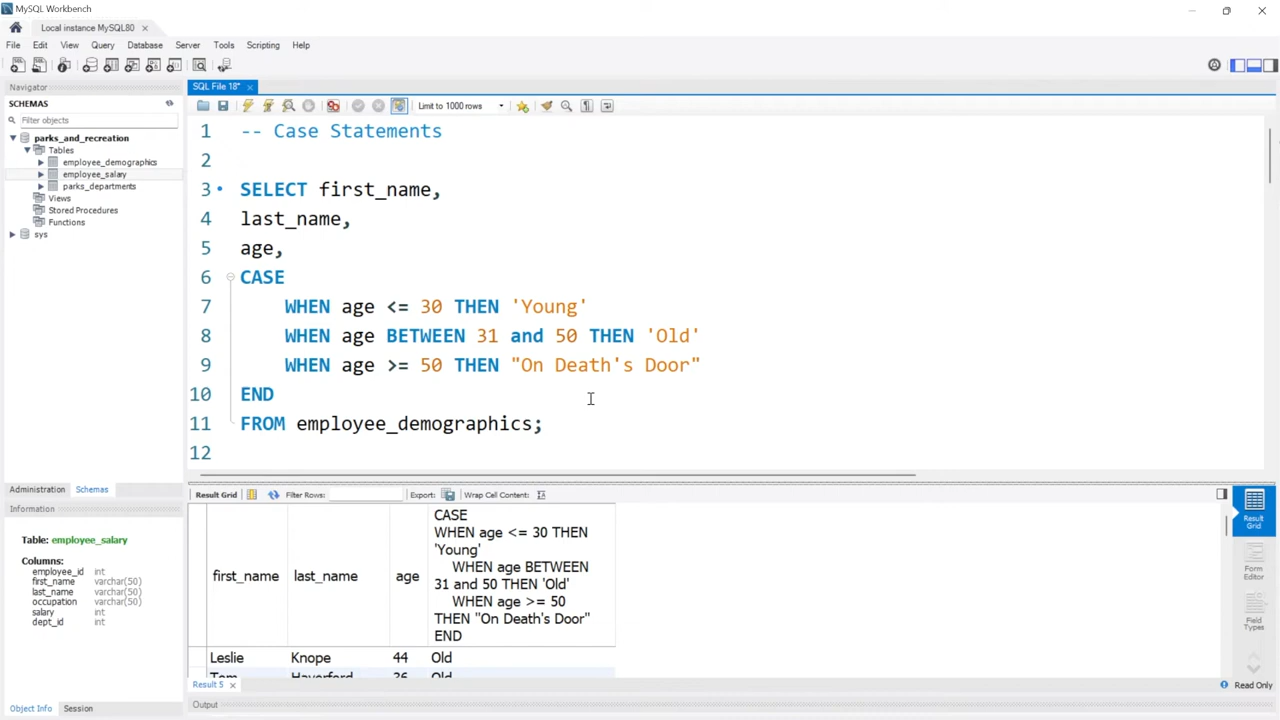 MySQL Workbench
Local instance MySQL80
File Edit View Query Database Server Tools Scripting Help
Navigator
SCHEMAS
Filter objects
parks_and_recreation
Tables
employee_demographics
employee_salary
parks_departments
Views
Stored Procedures
Functions
sys
Administration Schemas
Information
Table: employee_salary
Columns:
employee_id int
first_name varchar(50)
last_name varchar(50)
occupation varchar(50)
salary int
dept_id int
Object Info Session
SQL File 18*
Limit to 1000 rows
1 -- Case Statements
2
3 SELECT first_name,
4 last_name,
5 age,
6 CASE
7 WHEN age <= 30 THEN 'Young'
8 WHEN age BETWEEN 31 and 50 THEN 'Old'
9 WHEN age >= 50 THEN "On Death's Door"
10 END
11 FROM employee_demographics;
12
Result Grid Filter Rows: Export: Wrap Cell Content:
first_name last_name age
CASE
WHEN age <= 30 THEN
'Young'
WHEN age BETWEEN
31 and 50 THEN 'Old'
WHEN age >= 50
THEN "On Death's Door"
END
Leslie Knope 44 Old
Tom Haverford 36 Old
Result 5
Output
Result Grid
Form Editor
Field Types
Read Only